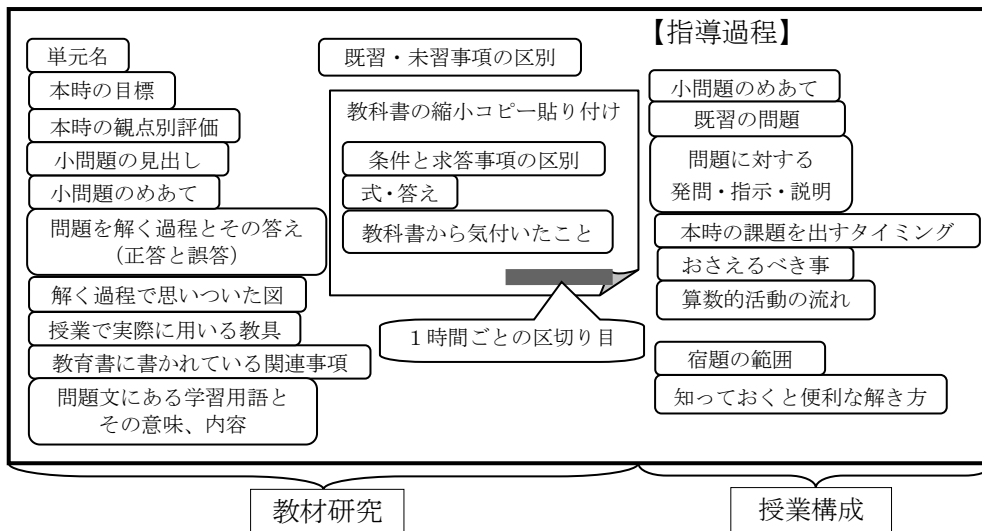 単元名
本時の目標
本時の観点別評価
小問題の見出し
小問題のめあて
問題を解く過程とその答え
(正答と誤答)
解く過程で思いついた図
授業で実際に用いる教具
教育書に書かれている関連事項
問題文にある学習用語と
その意味、内容
既習・未習事項の区別
教科書の縮小コピー貼り付け
条件と求答事項の区別
式・答え
教科書から気付いたこと
１時間ごとの区切り目
【指導過程】
小問題のめあて
既習の問題
問題に対する
発問・指示・説明
本時の課題を出すタイミング
おさえるべき事
算数的活動の流れ
宿題の範囲
知っておくと便利な解き方
教材研究
授業構成